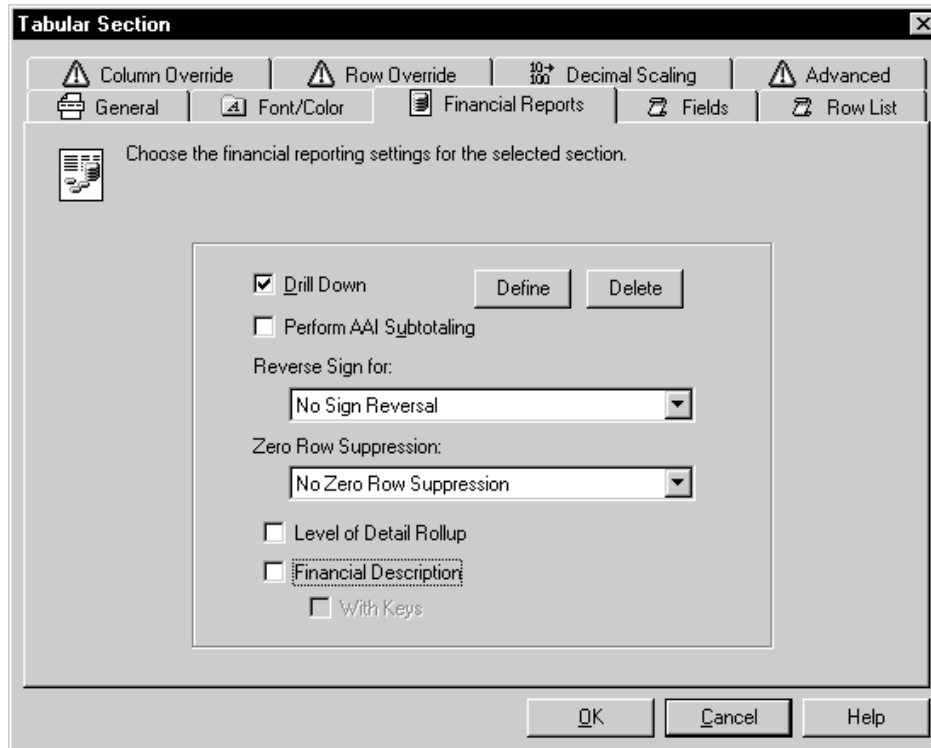 Tabular Section
Column Override Row Override 10→ 100 Decimal Scaling Advanced
General A Font/Color Financial Reports Fields Row List
Choose the financial reporting settings for the selected section.
Drill Down Define Delete
Perform AAI Subtotaling
Reverse Sign for:
No Sign Reversal
Zero Row Suppression:
No Zero Row Suppression
Level of Detail Rollup
Financial Description
With Keys
OK Cancel Help